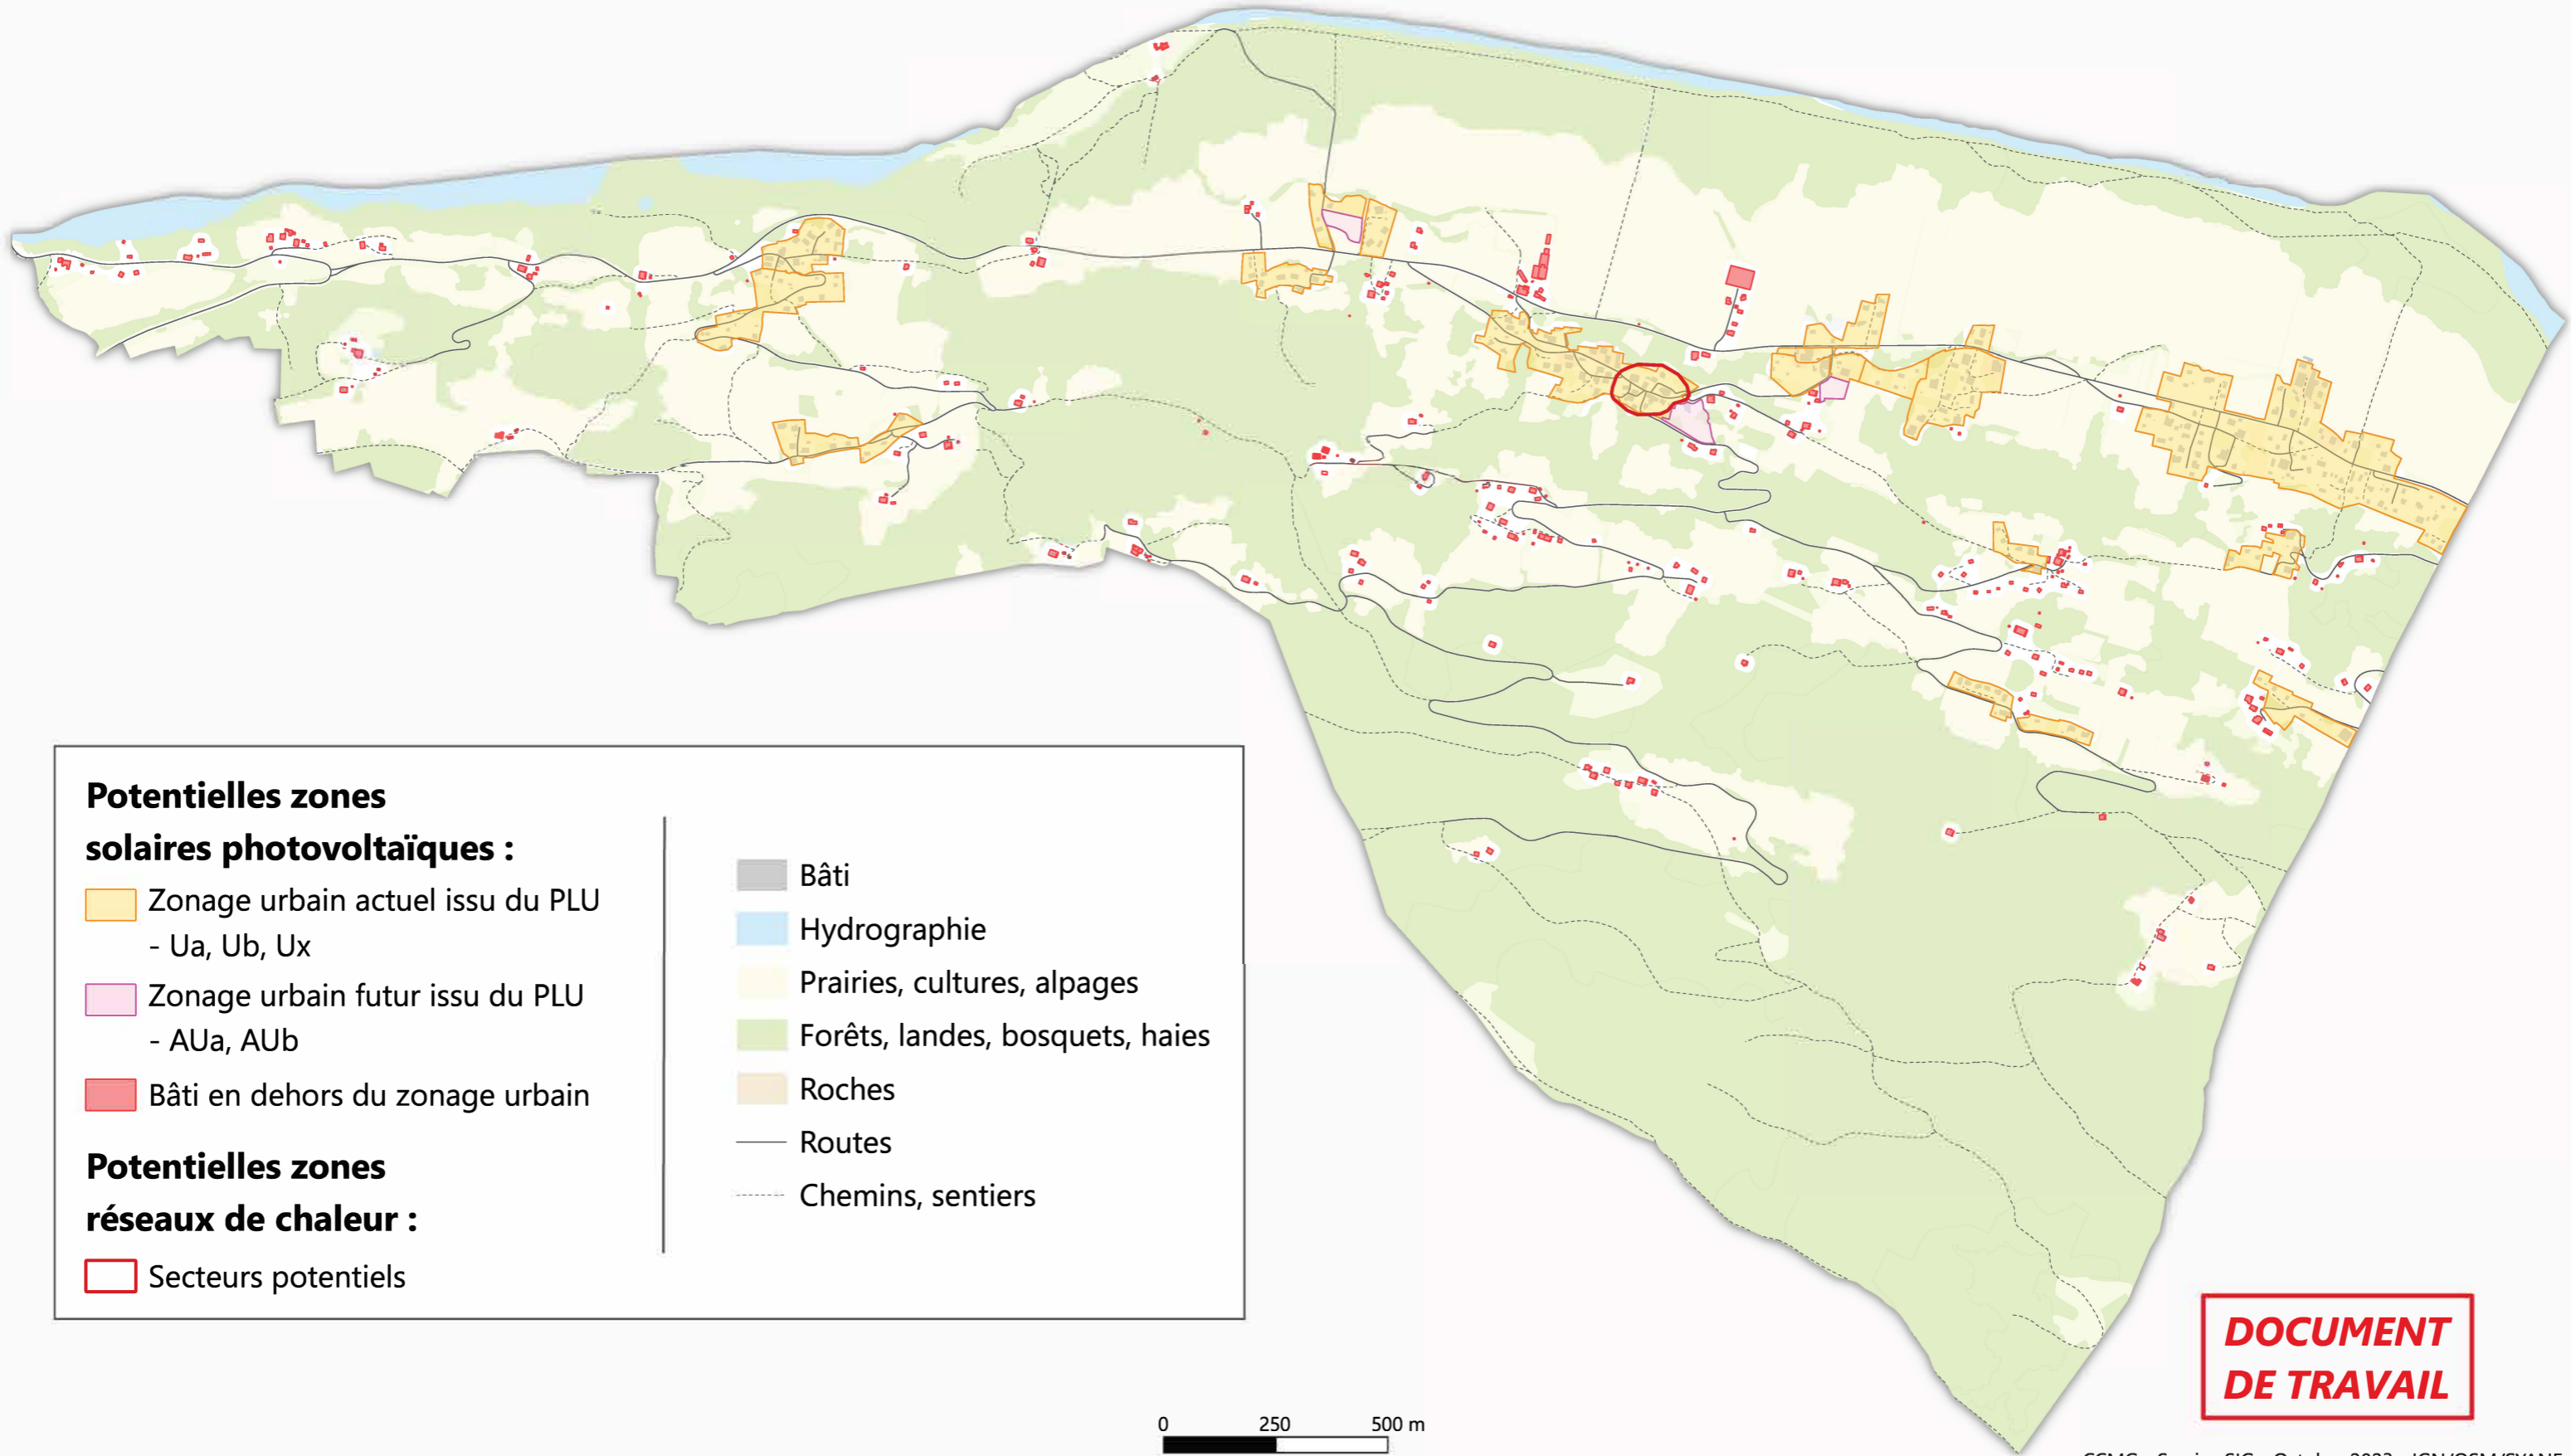 Potentielles zones
solaires photovoltaïques :
Zonage urbain actuel issu du PLU
- Ua, Ub, Ux
Zonage urbain futur issu du PLU
- AUa, AUb
Bâti en dehors du zonage urbain
Potentielles zones
réseaux de chaleur :
Secteurs potentiels
Bâti
Hydrographie
Prairies, cultures, alpages
Forêts, landes, bosquets, haies
Roches
Routes
Chemins, sentiers
DOCUMENT
DE TRAVAIL
0 250 500 m